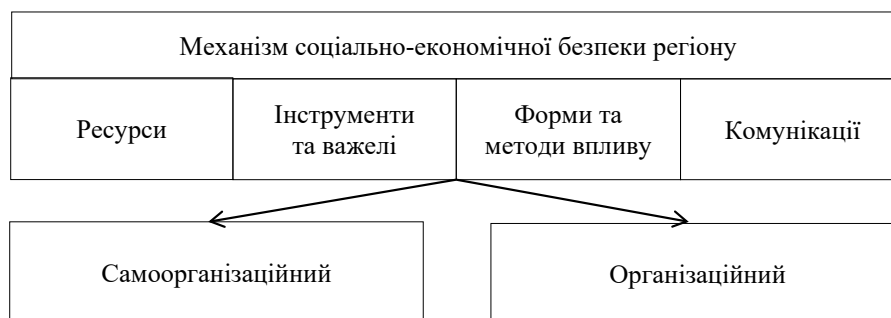 Механізм соціально-економічної безпеки регіону
Ресурси
Інструменти
та важелі
Форми та
методи впливу
Комунікації
Самоорганізаційний
Організаційний